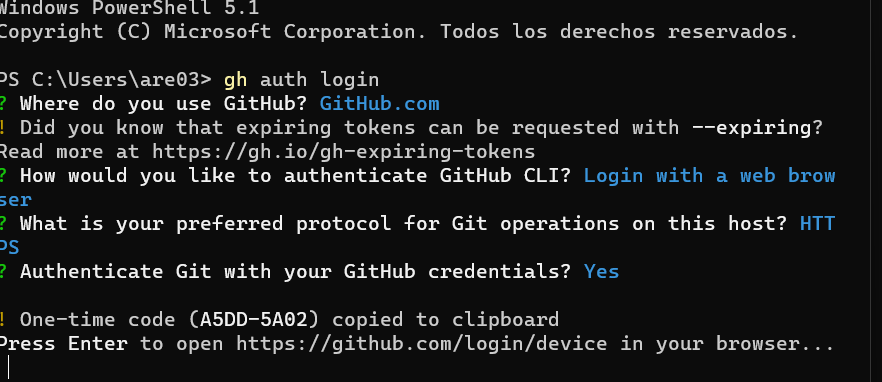 Windows PowerShell 5.1
Copyright (C) Microsoft Corporation. Todos los derechos reservados.
PS C:\Users\are03> gh auth login
? Where do you use GitHub? GitHub.com
! Did you know that expiring tokens can be requested with --expiring?
Read more at https://gh.io/gh-expiring-tokens
? How would you like to authenticate GitHub CLI? Login with a web brow
ser
? What is your preferred protocol for Git operations on this host? HTT
PS
? Authenticate Git with your GitHub credentials? Yes
! One-time code (A5DD-5A02) copied to clipboard
Press Enter to open https://github.com/login/device in your browser...